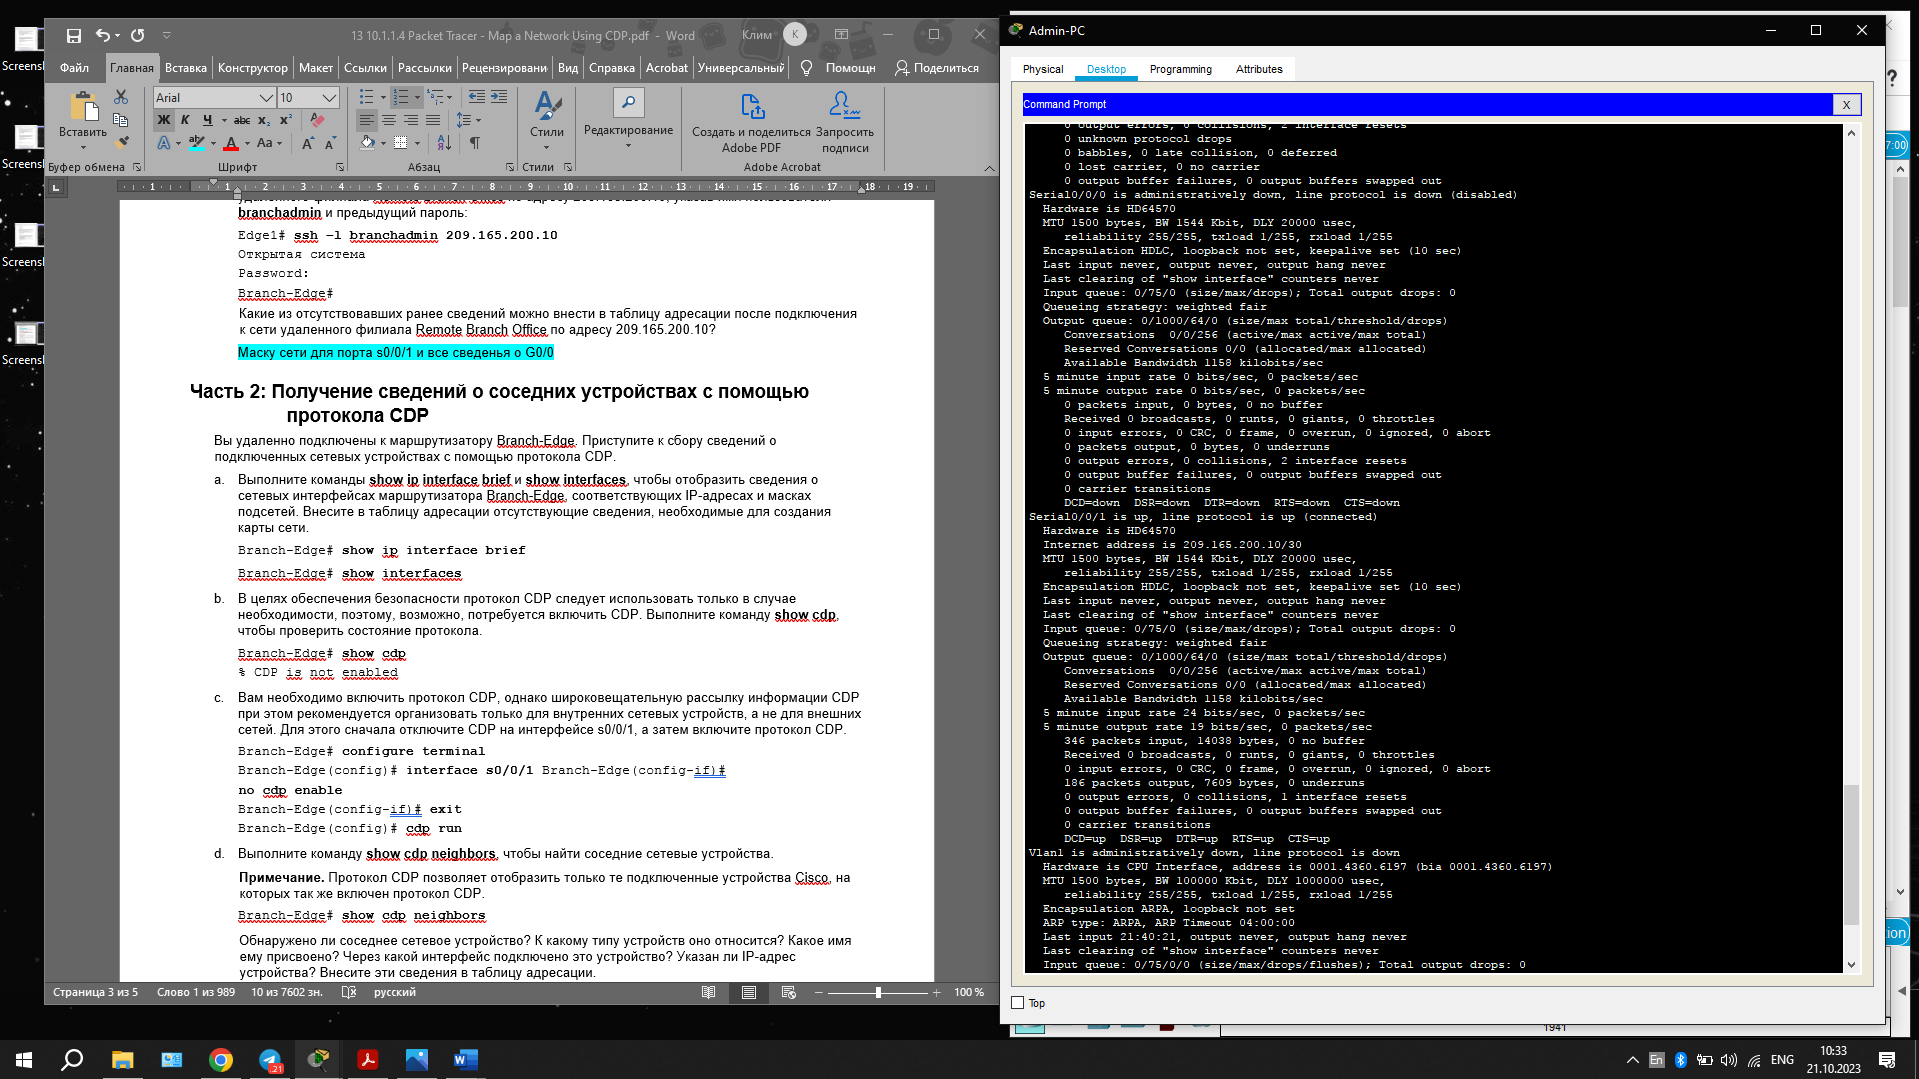 Screensl
Screensl
Screensl
Screensl
13 10.1.1.4 Packet Tracer - Map a Network Using CDP.pdf - Word
Клим
К
Файл Главная Вставка Конструктор Макет Ссылки Рассылки Рецензировани Вид Справка Acrobat Универсальны Помощн Поделиться
Вставить
Буфер обмена
Arial 10
Ж К Ч abc x₂ x²
Aa
Шрифт
Абзац
Стили
Стили
Редактирование
Создать и поделиться Adobe PDF
Запросить подписи
Adobe Acrobat
1 1 2 3 4 5 6 7 8 9 10 11 12 13 14 15 16 17 18 19
branchadmin и предыдущий пароль:
Edge1# ssh –l branchadmin 209.165.200.10
Открытая система
Password:
Branch-Edge#
Какие из отсутствовавших ранее сведений можно внести в таблицу адресации после подключения
к сети удаленного филиала Remote Branch Office по адресу 209.165.200.10?
Маску сети для порта s0/0/1 и все сведенья о G0/0
Часть 2: Получение сведений о соседних устройствах с помощью
протокола CDP
Вы удаленно подключены к маршрутизатору Branch-Edge. Приступите к сбору сведений о
подключенных сетевых устройствах с помощью протокола CDP.
a. Выполните команды show ip interface brief и show interfaces, чтобы отобразить сведения о
сетевых интерфейсах маршрутизатора Branch-Edge, соответствующих IP-адресах и масках
подсетей. Внесите в таблицу адресации отсутствующие сведения, необходимые для создания
карты сети.
Branch-Edge# show ip interface brief
Branch-Edge# show interfaces
b. В целях обеспечения безопасности протокол CDP следует использовать только в случае
необходимости, поэтому, возможно, потребуется включить CDP. Выполните команду show cdp,
чтобы проверить состояние протокола.
Branch-Edge# show cdp
% CDP is not enabled
c. Вам необходимо включить протокол CDP, однако широковещательную рассылку информации CDP
при этом рекомендуется организовать только для внутренних сетевых устройств, а не для внешних
сетей. Для этого сначала отключите CDP на интерфейсе s0/0/1, а затем включите протокол CDP.
Branch-Edge# configure terminal
Branch-Edge(config)# interface s0/0/1 Branch-Edge(config-if)#
no cdp enable
Branch-Edge(config-if)# exit
Branch-Edge(config)# cdp run
d. Выполните команду show cdp neighbors, чтобы найти соседние сетевые устройства.
Примечание. Протокол CDP позволяет отобразить только те подключенные устройства Cisco, на
которых так же включен протокол CDP.
Branch-Edge# show cdp neighbors
Обнаружено ли соседнее сетевое устройство? К какому типу устройств оно относится? Какое имя
ему присвоено? Через какой интерфейс подключено это устройство? Указан ли IP-адрес
устройства? Внесите эти сведения в таблицу адресации.
Страница 3 из 5 Слово 1 из 989 10 из 7602 зн. русский 100 %
Admin-PC
Physical Desktop Programming Attributes
Command Prompt X
0 output errors, 0 collisions, 2 interface resets
0 unknown protocol drops
0 babbles, 0 late collision, 0 deferred
0 lost carrier, 0 no carrier
0 output buffer failures, 0 output buffers swapped out
Serial0/0/0 is administratively down, line protocol is down (disabled)
Hardware is HD64570
MTU 1500 bytes, BW 1544 Kbit, DLY 20000 usec,
reliability 255/255, txload 1/255, rxload 1/255
Encapsulation HDLC, loopback not set, keepalive set (10 sec)
Last input never, output never, output hang never
Last clearing of "show interface" counters never
Input queue: 0/75/0 (size/max/drops); Total output drops: 0
Queueing strategy: weighted fair
Output queue: 0/1000/64/0 (size/max total/threshold/drops)
Conversations 0/0/256 (active/max active/max total)
Reserved Conversations 0/0 (allocated/max allocated)
Available Bandwidth 1158 kilobits/sec
5 minute input rate 0 bits/sec, 0 packets/sec
5 minute output rate 0 bits/sec, 0 packets/sec
0 packets input, 0 bytes, 0 no buffer
Received 0 broadcasts, 0 runts, 0 giants, 0 throttles
0 input errors, 0 CRC, 0 frame, 0 overrun, 0 ignored, 0 abort
0 packets output, 0 bytes, 0 underruns
0 output errors, 0 collisions, 2 interface resets
0 output buffer failures, 0 output buffers swapped out
0 carrier transitions
DCD=down DSR=down DTR=down RTS=down CTS=down
Serial0/0/1 is up, line protocol is up (connected)
Hardware is HD64570
Internet address is 209.165.200.10/30
MTU 1500 bytes, BW 1544 Kbit, DLY 20000 usec,
reliability 255/255, txload 1/255, rxload 1/255
Encapsulation HDLC, loopback not set, keepalive set (10 sec)
Last input never, output never, output hang never
Last clearing of "show interface" counters never
Input queue: 0/75/0 (size/max/drops); Total output drops: 0
Queueing strategy: weighted fair
Output queue: 0/1000/64/0 (size/max total/threshold/drops)
Conversations 0/0/256 (active/max active/max total)
Reserved Conversations 0/0 (allocated/max allocated)
Available Bandwidth 1158 kilobits/sec
5 minute input rate 24 bits/sec, 0 packets/sec
5 minute output rate 19 bits/sec, 0 packets/sec
346 packets input, 14038 bytes, 0 no buffer
Received 0 broadcasts, 0 runts, 0 giants, 0 throttles
0 input errors, 0 CRC, 0 frame, 0 overrun, 0 ignored, 0 abort
186 packets output, 7609 bytes, 0 underruns
0 output errors, 0 collisions, 1 interface resets
0 output buffer failures, 0 output buffers swapped out
0 carrier transitions
DCD=up DSR=up DTR=up RTS=up CTS=up
Vlan1 is administratively down, line protocol is down
Hardware is CPU Interface, address is 0001.4360.6197 (bia 0001.4360.6197)
MTU 1500 bytes, BW 100000 Kbit, DLY 1000000 usec,
reliability 255/255, txload 1/255, rxload 1/255
Encapsulation ARPA, loopback not set
ARP type: ARPA, ARP Timeout 04:00:00
Last input 21:40:21, output never, output hang never
Last clearing of "show interface" counters never
Input queue: 0/75/0/0 (size/max/drops/flushes); Total output drops: 0
Top
?
7:00
ion
1941
21
En
ENG
10:33
21.10.2023